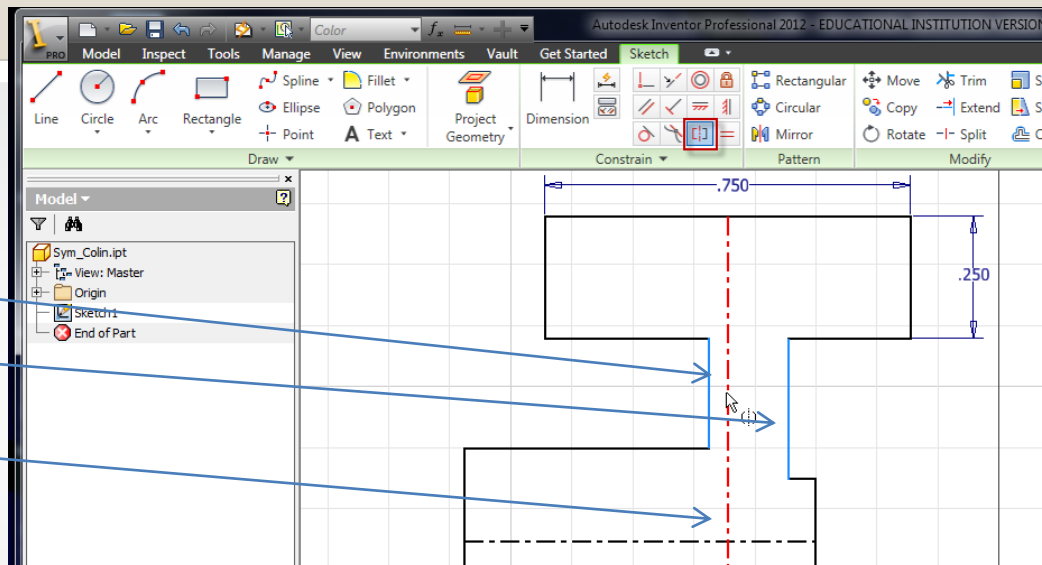 Color
Autodesk Inventor Professional 2012 - EDUCATIONAL INSTITUTION VERSION
PRO Model Inspect Tools Manage View Environments Vault Get Started Sketch
Spline Fillet Rectangular Move Trim S
Line Circle Arc Rectangle Ellipse Polygon Project Geometry Dimension Circular Copy Extend S
Point A Text Mirror Rotate Split O
Draw Constrain Pattern Modify
Model
Sym_Colin.ipt
View: Master
Origin
Sketch1
End of Part
.750
.250